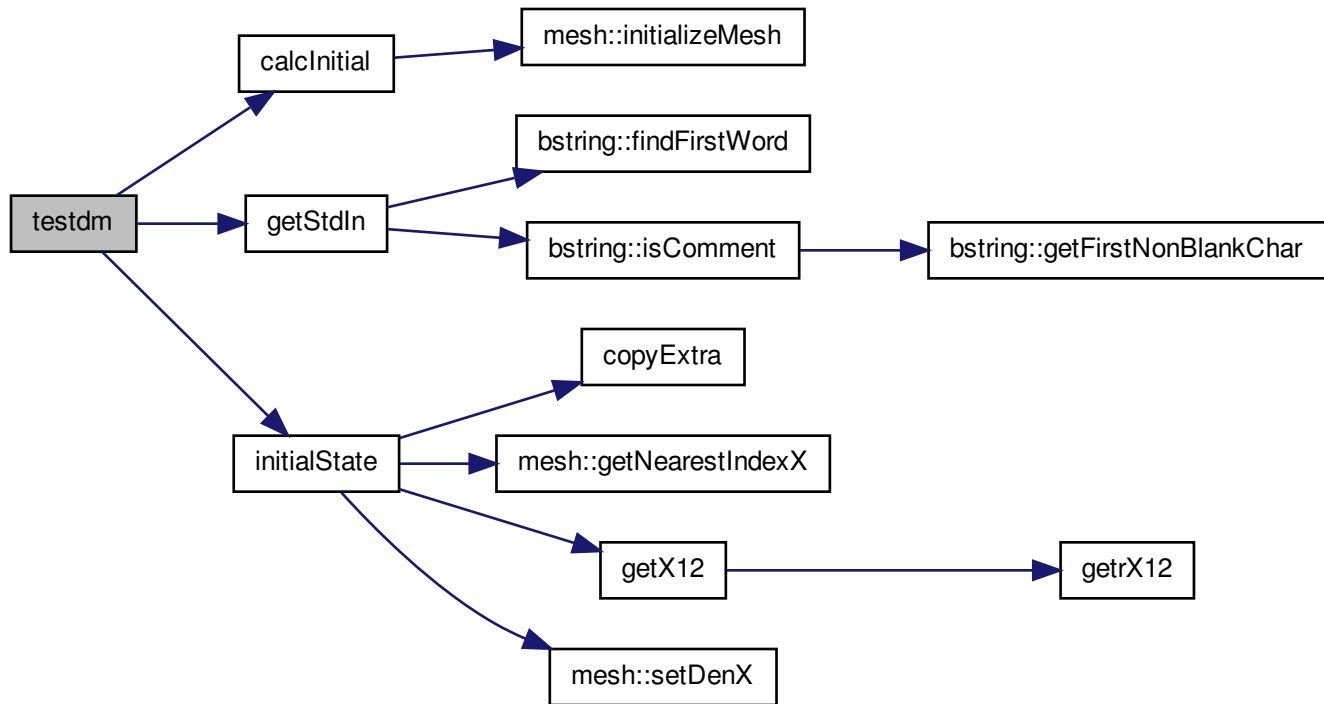 mesh::initializeMesh
calcInitial
bstring::findFirstWord
testdm
getStdIn
bstring::isComment
bstring::getFirstNonBlankChar
copyExtra
initialState
mesh::getNearestIndexX
getX12
getrX12
mesh::setDenX